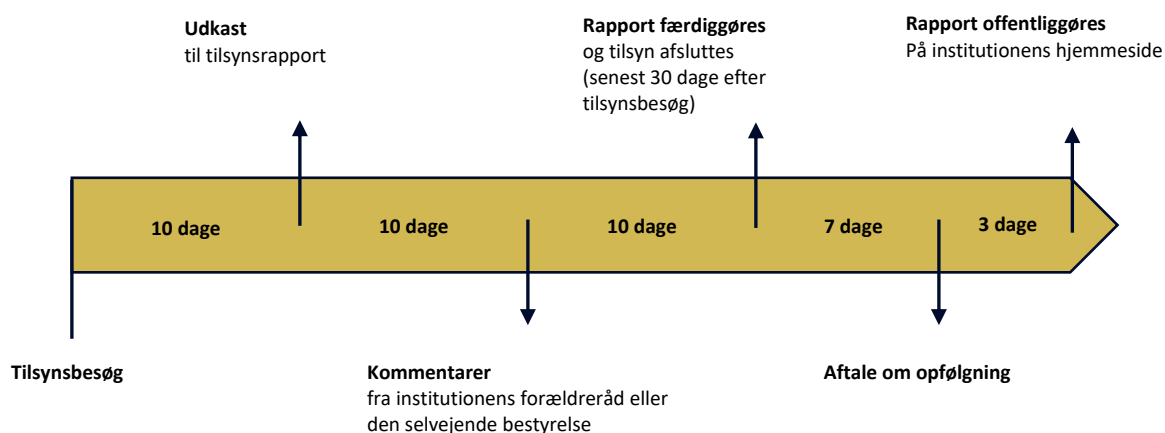 Udkast
til tilsynsrapport
Rapport færdiggøres
og tilsyn afsluttes
(senest 30 dage efter
tilsynsbesøg)
Rapport offentliggøres
På institutionens hjemmeside
10 dage
10 dage
10 dage
7 dage
3 dage
Tilsynsbesøg
Kommentarer
fra institutionens forældreråd eller
den selvejende bestyrelse
Aftale om opfølgning